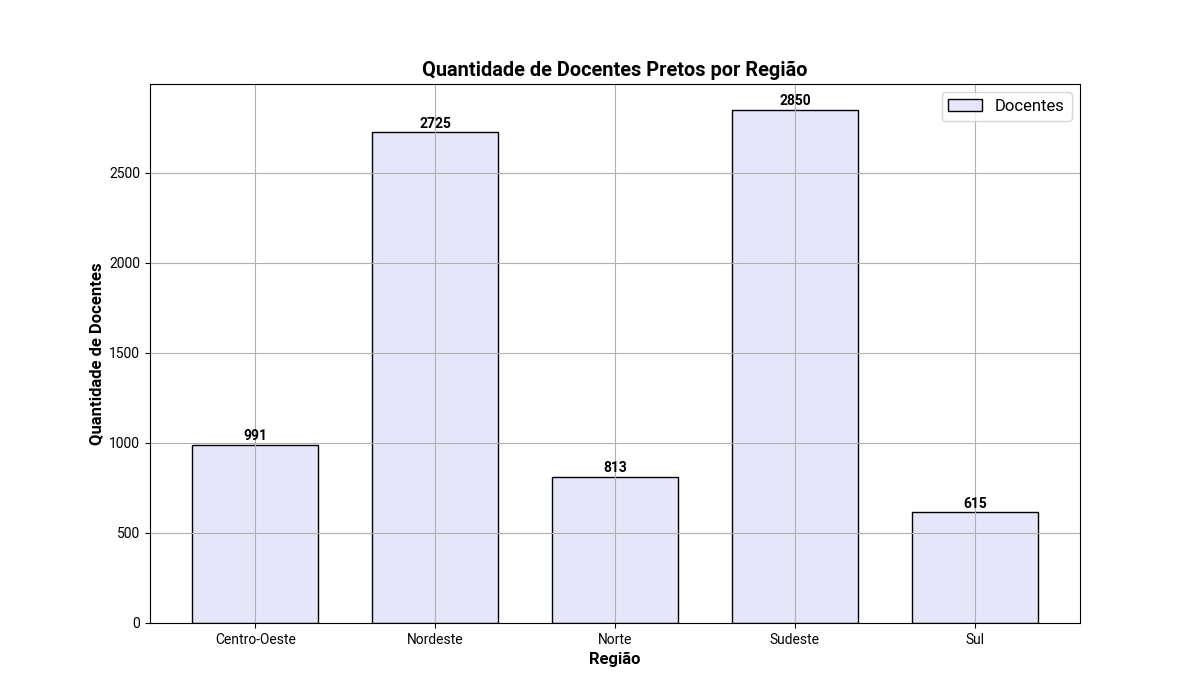 Quantidade de Docentes Pretos por Região
Docentes
2850
2725
2500
2000
1500
1000
991
813
615
500
0
Quantidade de Docentes
Centro-Oeste
Nordeste
Norte
Sudeste
Sul
Região